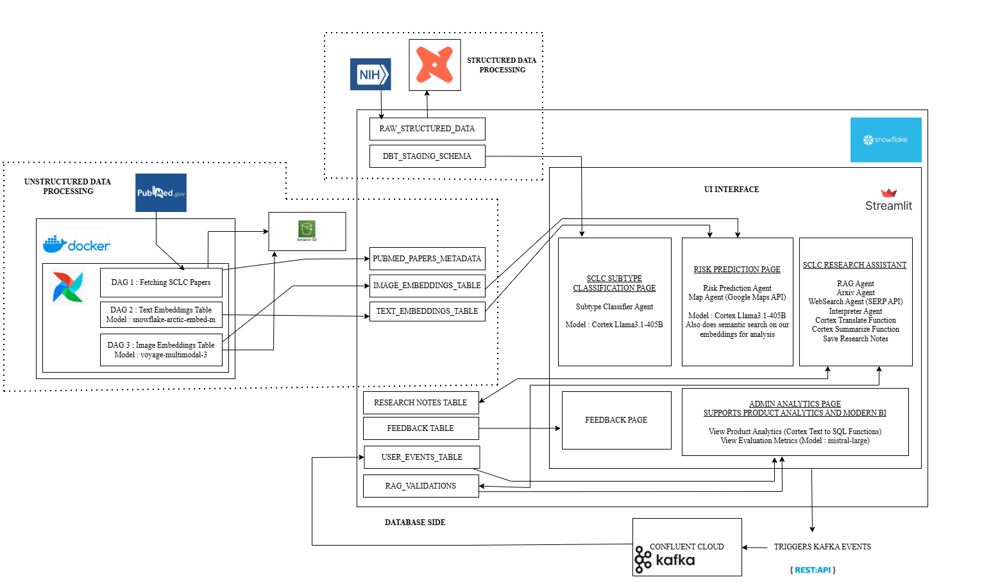 STRUCTURED DATA
PROCESSING
NIH
RAW_STRUCTURED_DATA
DBT_STAGING_SCHEMA
snowflake
UNSTRUCTURED DATA
PROCESSING
PubMed.gov
docker
Amazon S3
DAG 1 : Fetching SCLC Papers
DAG 2 : Text Embeddings Table
Model : snowflake-arctic-embed-m
DAG 3 : Image Embeddings Table
Model : voyage-multimodal-3
PUBMED_PAPERS_METADATA
IMAGE_EMBEDDINGS_TABLE
TEXT_EMBEDDINGS_TABLE
UI INTERFACE
Streamlit
SCLC SUBTYPE
CLASSIFICATION PAGE
Subtype Classifier Agent
Model : Cortex Llama3.1-405B
RISK PREDICTION PAGE
Risk Prediction Agent
Map Agent (Google Maps API)
Model : Cortex Llama3.1-405B
Also does semantic search on our
embeddings for analysis
SCLC RESEARCH ASSISTANT
RAG Agent
Arxiv Agent
WebSearch Agent (SERP API)
Interpreter Agent
Cortex Translate Function
Cortex Summarize Function
Save Research Notes
RESEARCH NOTES TABLE
FEEDBACK TABLE
USER_EVENTS_TABLE
RAG_VALIDATIONS
FEEDBACK PAGE
ADMIN ANALYTICS PAGE
SUPPORTS PRODUCT ANALYTICS AND MODERN BI
View Product Analytics (Cortex Text to SQL Functions)
View Evaluation Metrics (Model : mistral-large)
DATABASE SIDE
CONFLUENT CLOUD
kafka
TRIGGERS KAFKA EVENTS
{ REST:API }